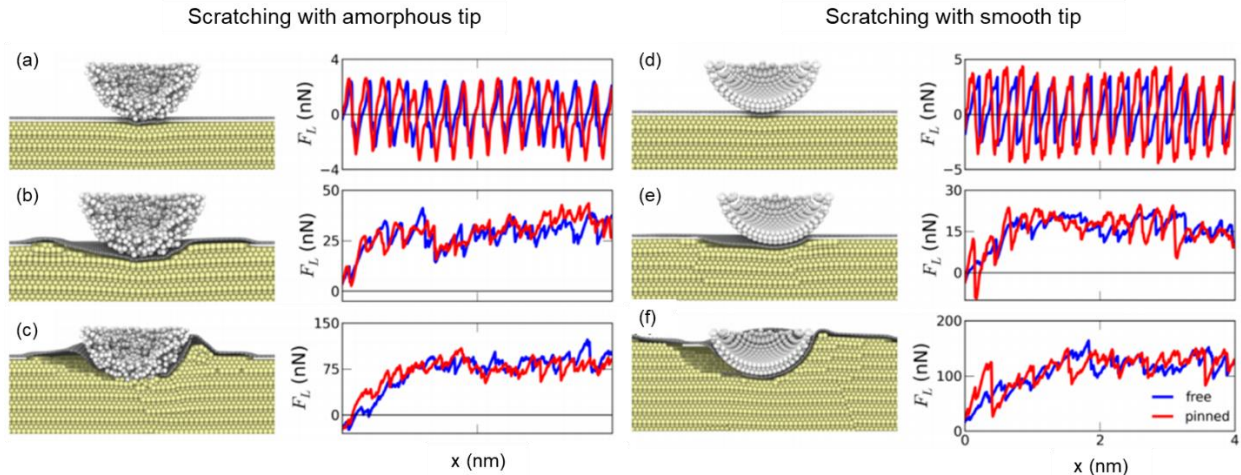 Scratching with amorphous tip
Scratching with smooth tip
(a)
F_L (nN)
4
0
−4
(d)
F_L (nN)
5
0
−5
(b)
F_L (nN)
50
25
0
(e)
F_L (nN)
30
15
0
(c)
F_L (nN)
150
75
0
x (nm)
(f)
F_L (nN)
200
100
0
free
pinned
0
2
4
x (nm)